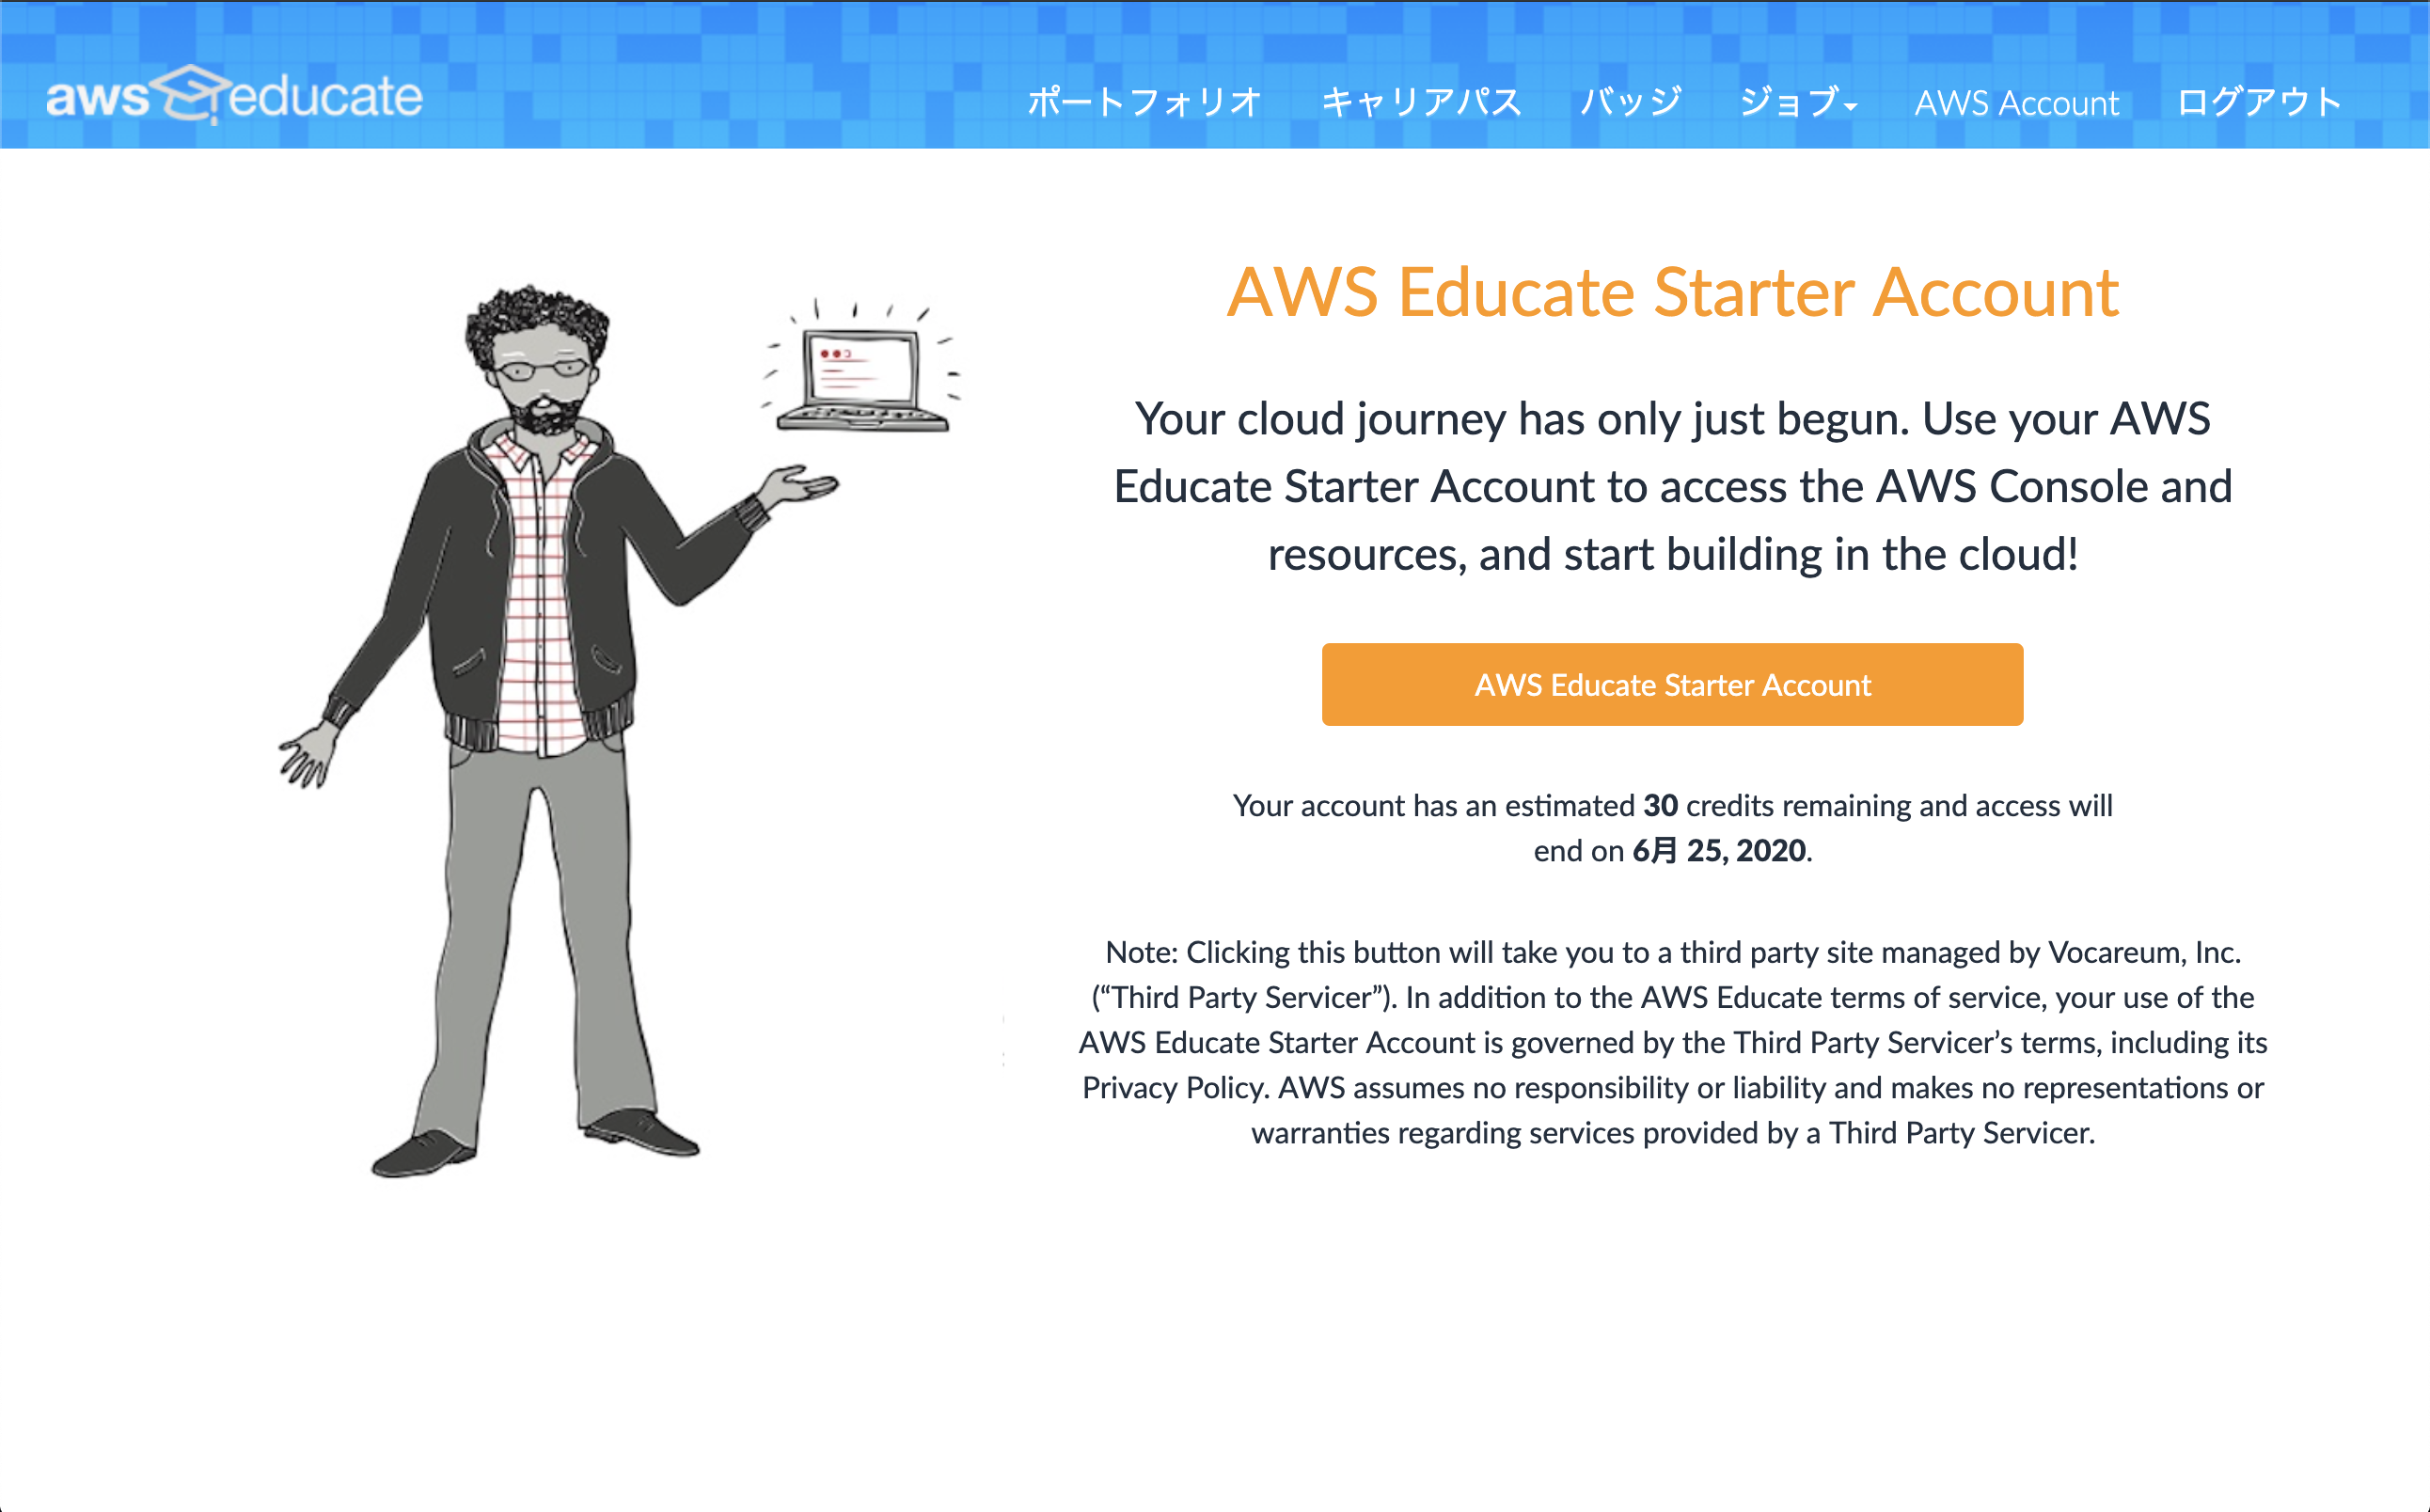 aws educate
ポートフォリオ キャリアパス バッジ ジョブ AWS Account ログアウト
AWS Educate Starter Account
Your cloud journey has only just begun. Use your AWS
Educate Starter Account to access the AWS Console and
resources, and start building in the cloud!
AWS Educate Starter Account
Your account has an estimated 30 credits remaining and access will
end on 6月 25, 2020.
Note: Clicking this button will take you to a third party site managed by Vocareum, Inc.
(“Third Party Servicer”). In addition to the AWS Educate terms of service, your use of the
AWS Educate Starter Account is governed by the Third Party Servicer’s terms, including its
Privacy Policy. AWS assumes no responsibility or liability and makes no representations or
warranties regarding services provided by a Third Party Servicer.